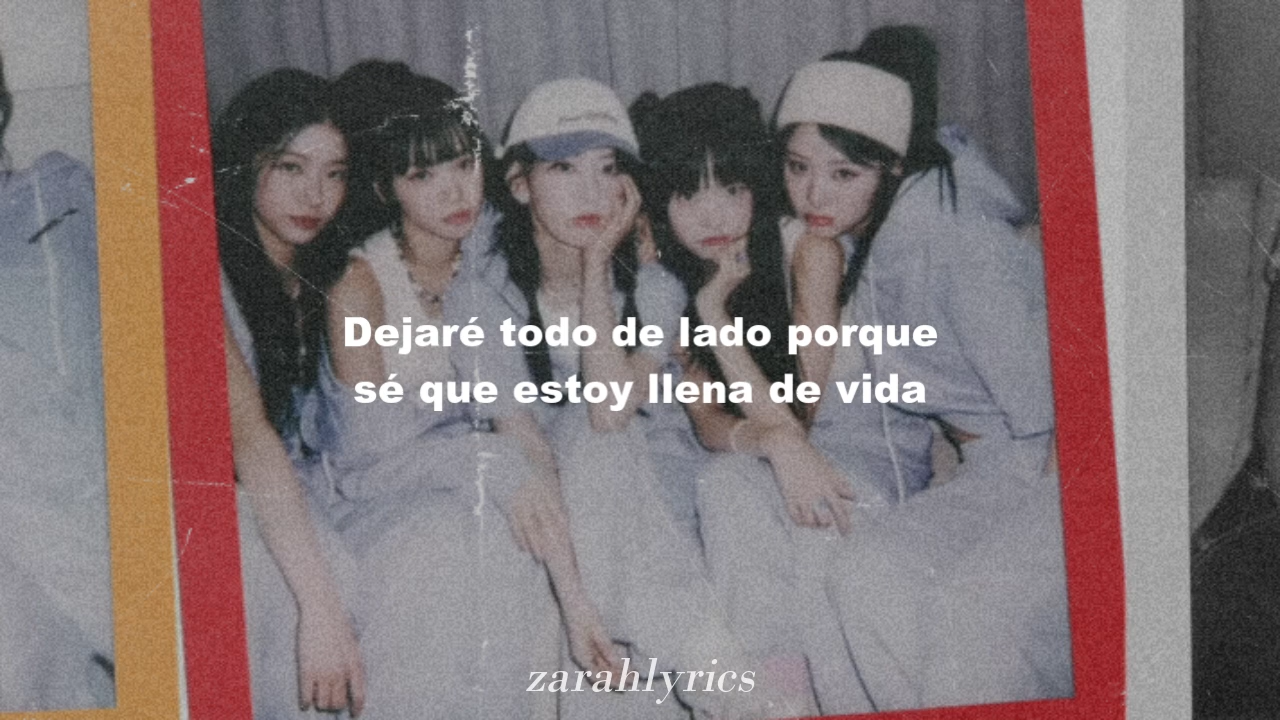 Dejaré todo de lado porque
sé que estoy llena de vida
zarahlyrics